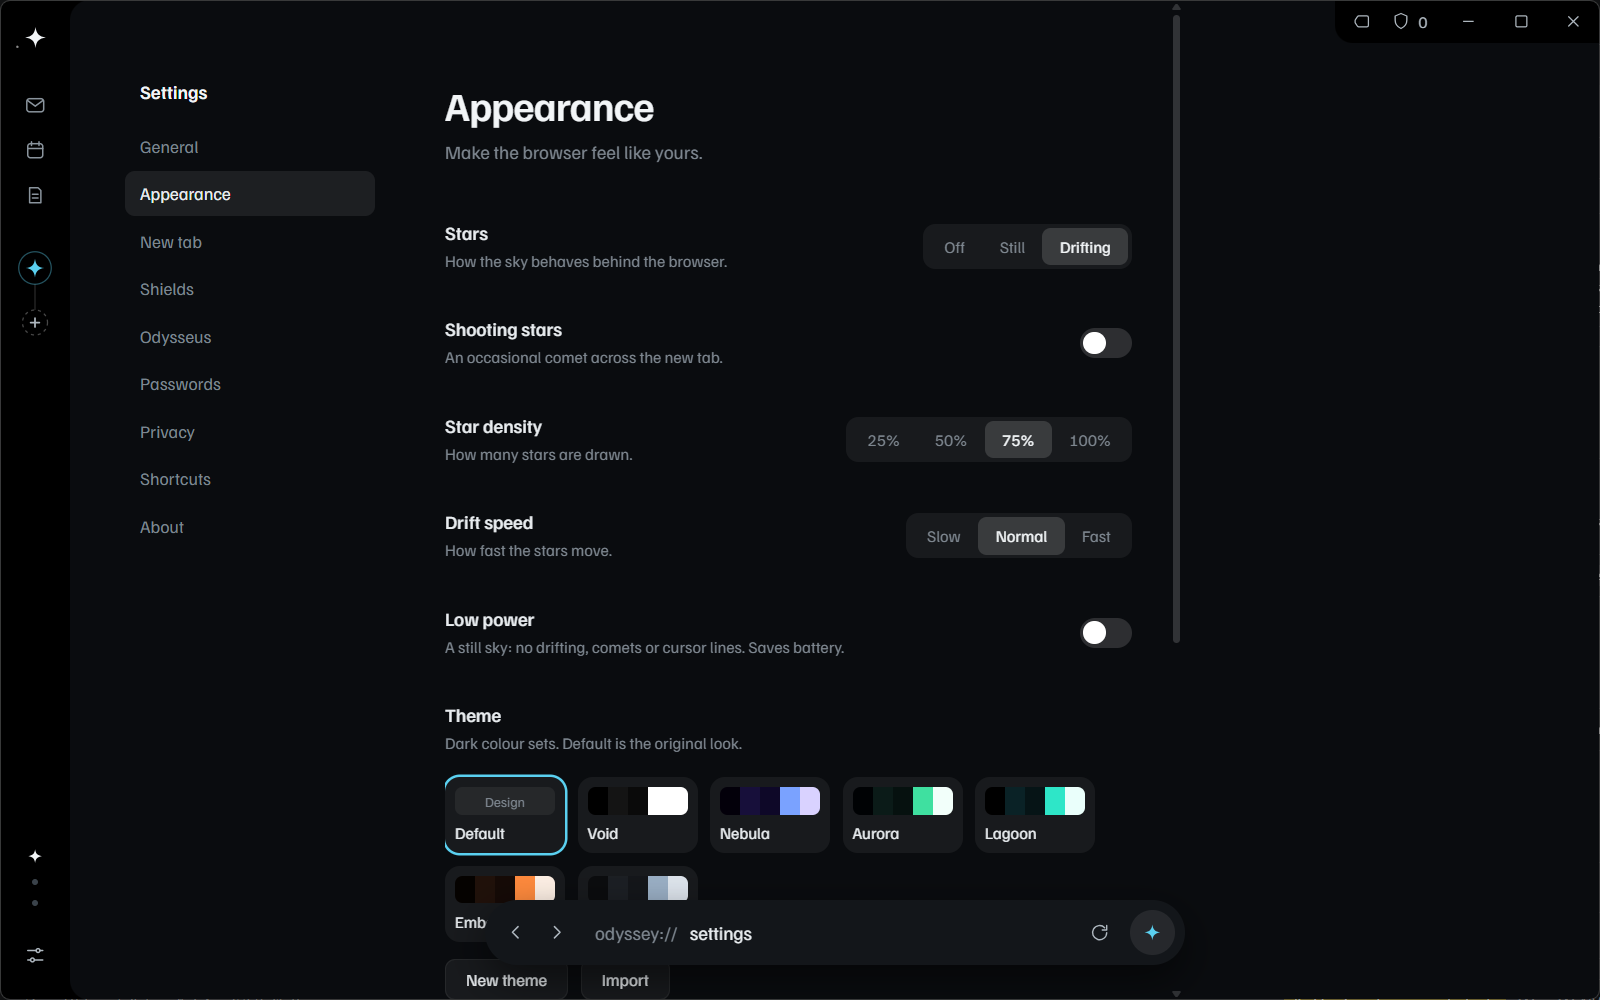 0
Settings
General
Appearance
New tab
Shields
Odysseus
Passwords
Privacy
Shortcuts
About
Appearance
Make the browser feel like yours.
Stars
How the sky behaves behind the browser.
Off Still Drifting
Shooting stars
An occasional comet across the new tab.
Star density
How many stars are drawn.
25% 50% 75% 100%
Drift speed
How fast the stars move.
Slow Normal Fast
Low power
A still sky: no drifting, comets or cursor lines. Saves battery.
Theme
Dark colour sets. Default is the original look.
Design
Default Void Nebula Aurora Lagoon
Emb
odyssey:// settings
New theme Import